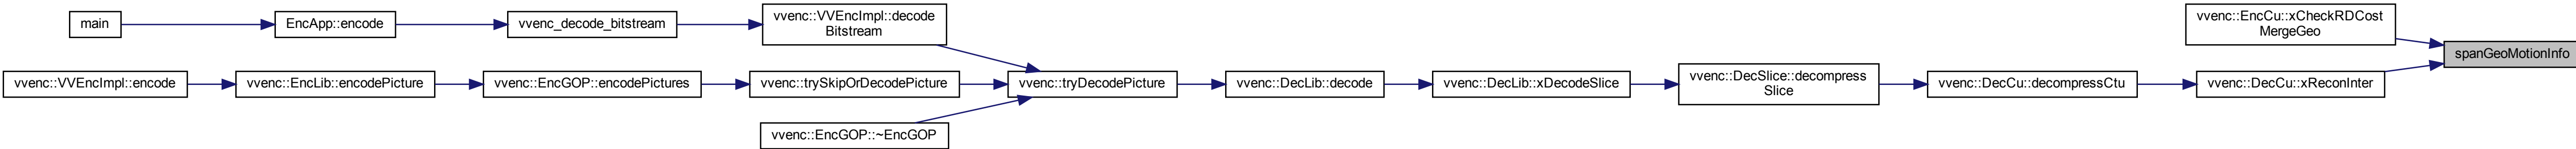 main
EncApp::encode
vvenc_decode_bitstream
vvenc::VVEncImpl::decode
Bitstream
vvenc::EncCu::xCheckRDCost
MergeGeo
spanGeoMotionInfo
vvenc::VVEncImpl::encode
vvenc::EncLib::encodePicture
vvenc::EncGOP::encodePictures
vvenc::trySkipOrDecodePicture
vvenc::tryDecodePicture
vvenc::DecLib::decode
vvenc::DecLib::xDecodeSlice
vvenc::DecSlice::decompress
Slice
vvenc::DecCu::decompressCtu
vvenc::DecCu::xReconInter
vvenc::EncGOP::~EncGOP